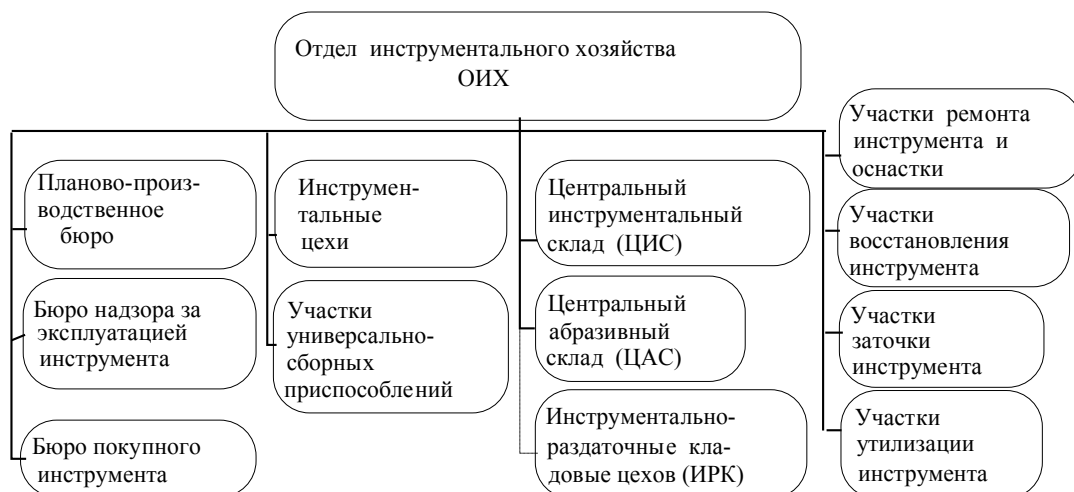 Отдел инструментального хозяйства
ОИХ
Планово-произ-
водственное
бюро
Бюро надзора за
эксплуатацией
инструмента
Бюро покупного
инструмента
Инструмен-
тальные
цехи
Участки
универсально-
сборных
приспособлений
Центральный
инструментальный
склад (ЦИС)
Центральный
абразивный
склад (ЦАС)
Инструментально-
раздаточные кла-
довые цехов (ИРК)
Участки ремонта
инструмента и
оснастки
Участки
восстановления
инструмента
Участки
заточки
инструмента
Участки
утилизации
инструмента